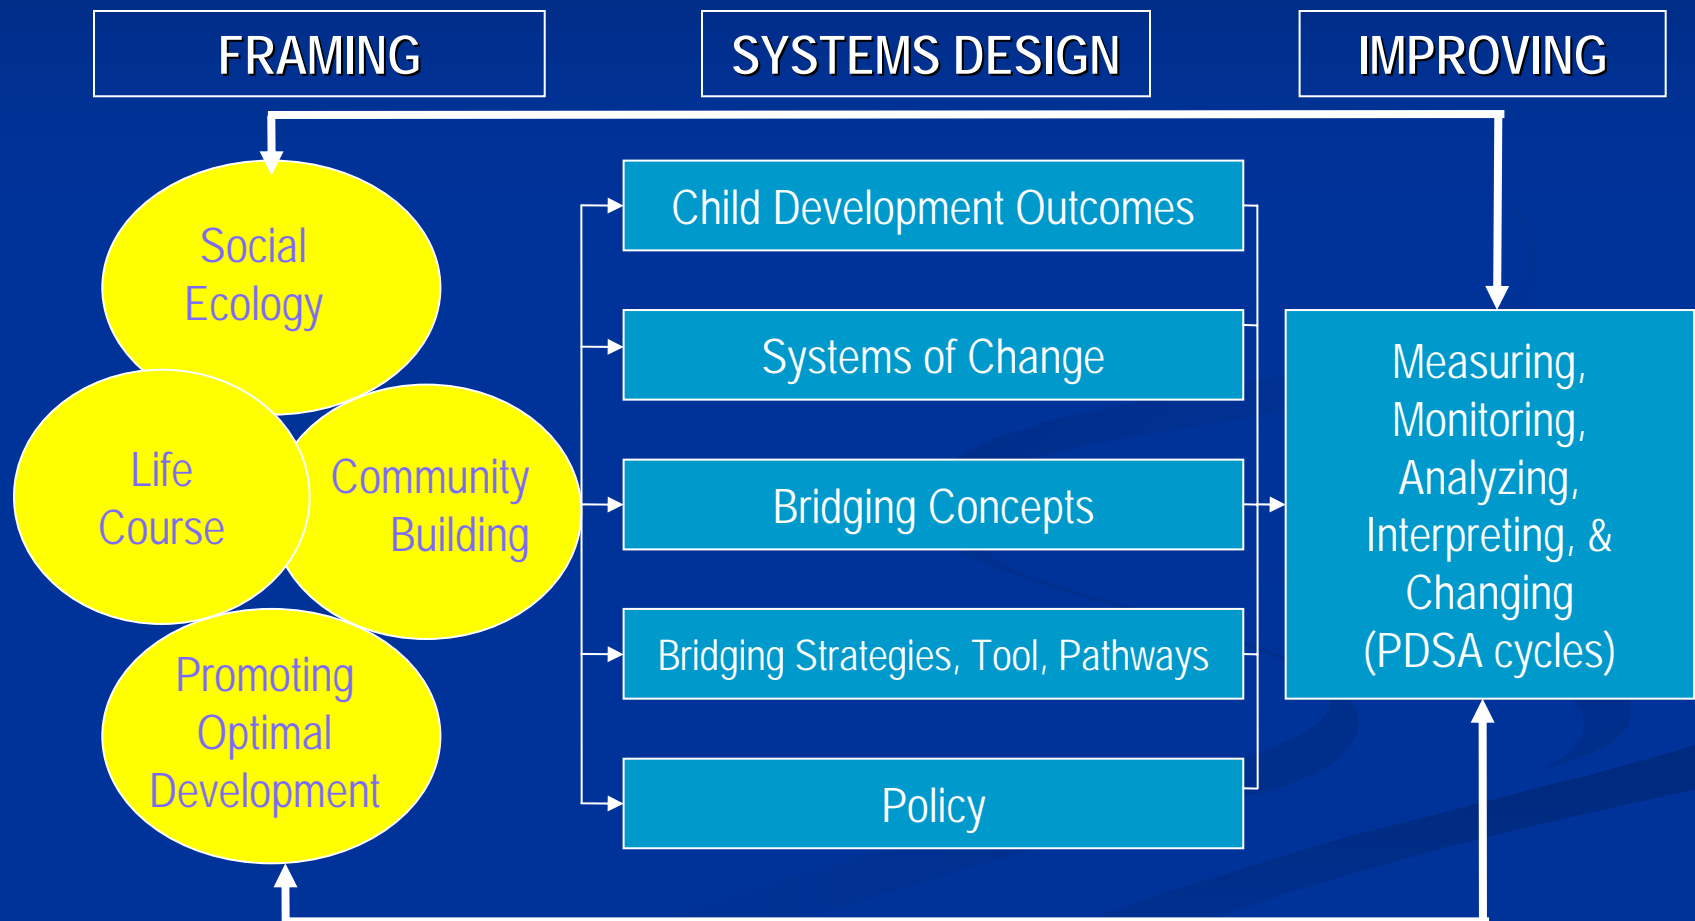 FRAMING
SYSTEMS DESIGN
IMPROVING
Social
Ecology
Life
Course
Community
Building
Promoting
Optimal
Development
Child Development Outcomes
Systems of Change
Bridging Concepts
Bridging Strategies, Tool, Pathways
Policy
Measuring,
Monitoring,
Analyzing,
Interpreting, &
Changing
(PDSA cycles)